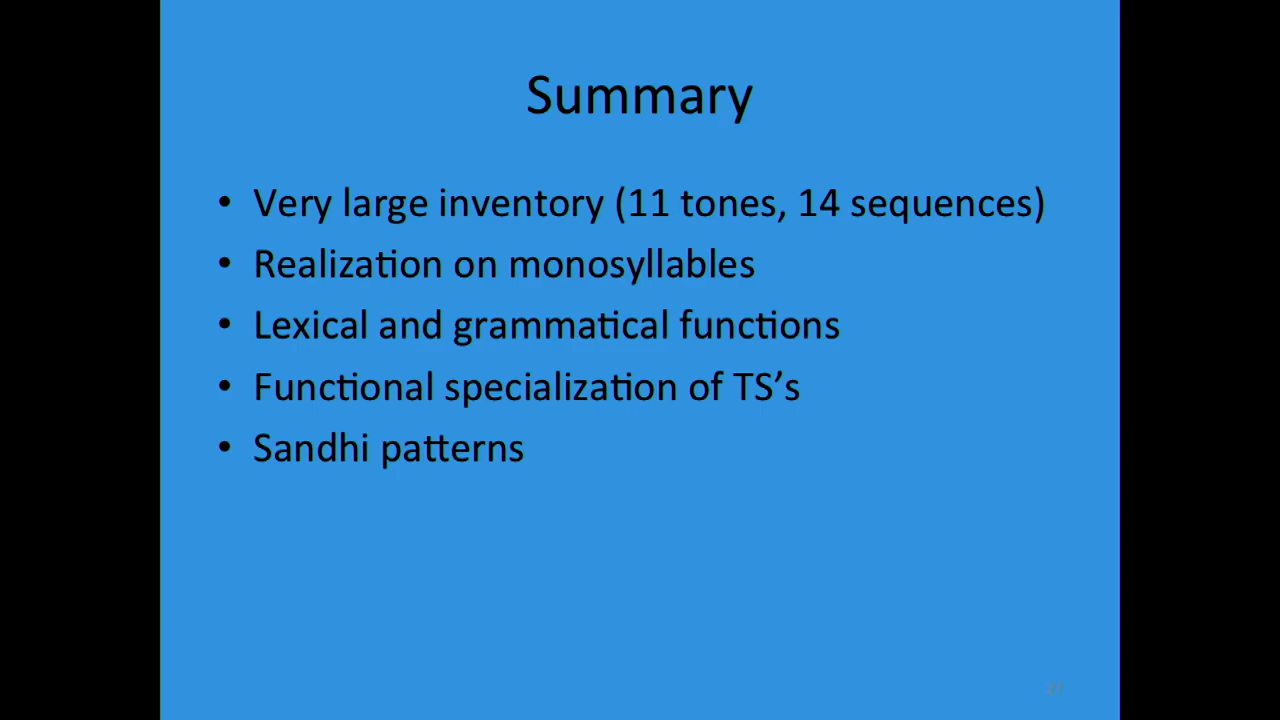 Summary
• Very large inventory (11 tones, 14 sequences)
• Realization on monosyllables
• Lexical and grammatical functions
• Functional specialization of TS’s
• Sandhi patterns